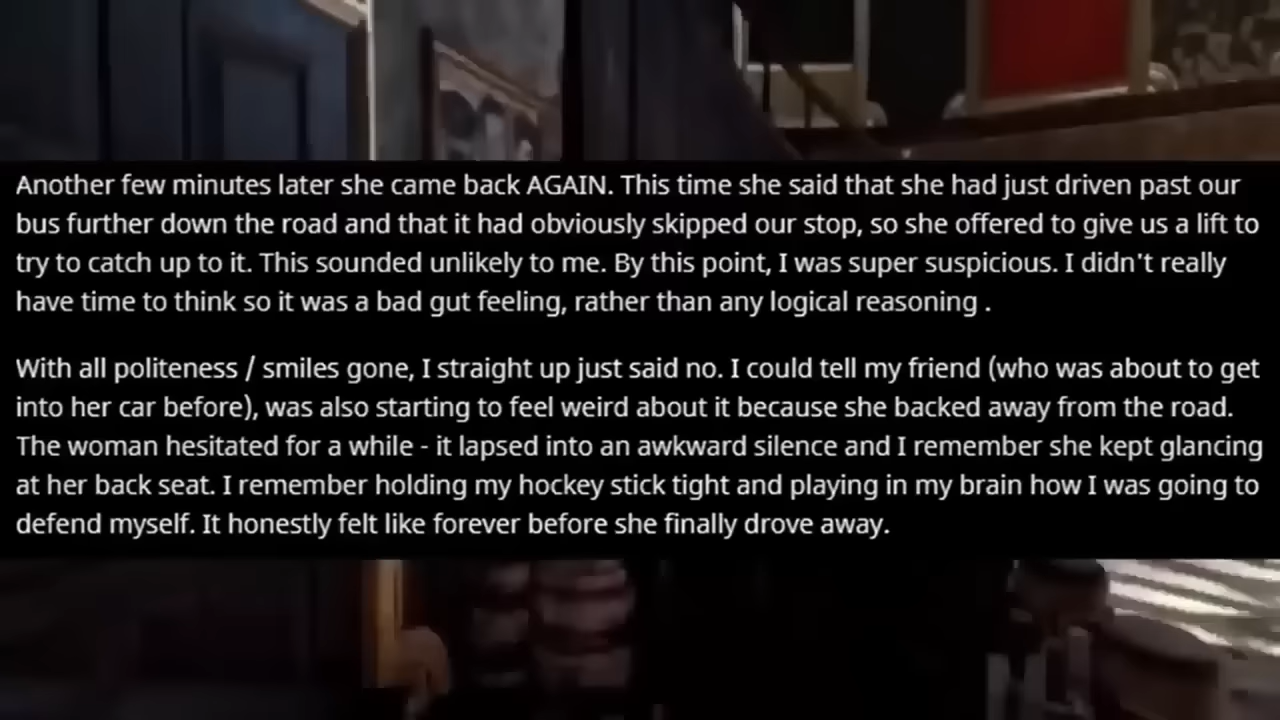 Another few minutes later she came back AGAIN. This time she said that she had just driven past our
bus further down the road and that it had obviously skipped our stop, so she offered to give us a lift to
try to catch up to it. This sounded unlikely to me. By this point, I was super suspicious. I didn't really
have time to think so it was a bad gut feeling, rather than any logical reasoning .
With all politeness / smiles gone, I straight up just said no. I could tell my friend (who was about to get
into her car before), was also starting to feel weird about it because she backed away from the road.
The woman hesitated for a while - it lapsed into an awkward silence and I remember she kept glancing
at her back seat. I remember holding my hockey stick tight and playing in my brain how I was going to
defend myself. It honestly felt like forever before she finally drove away.